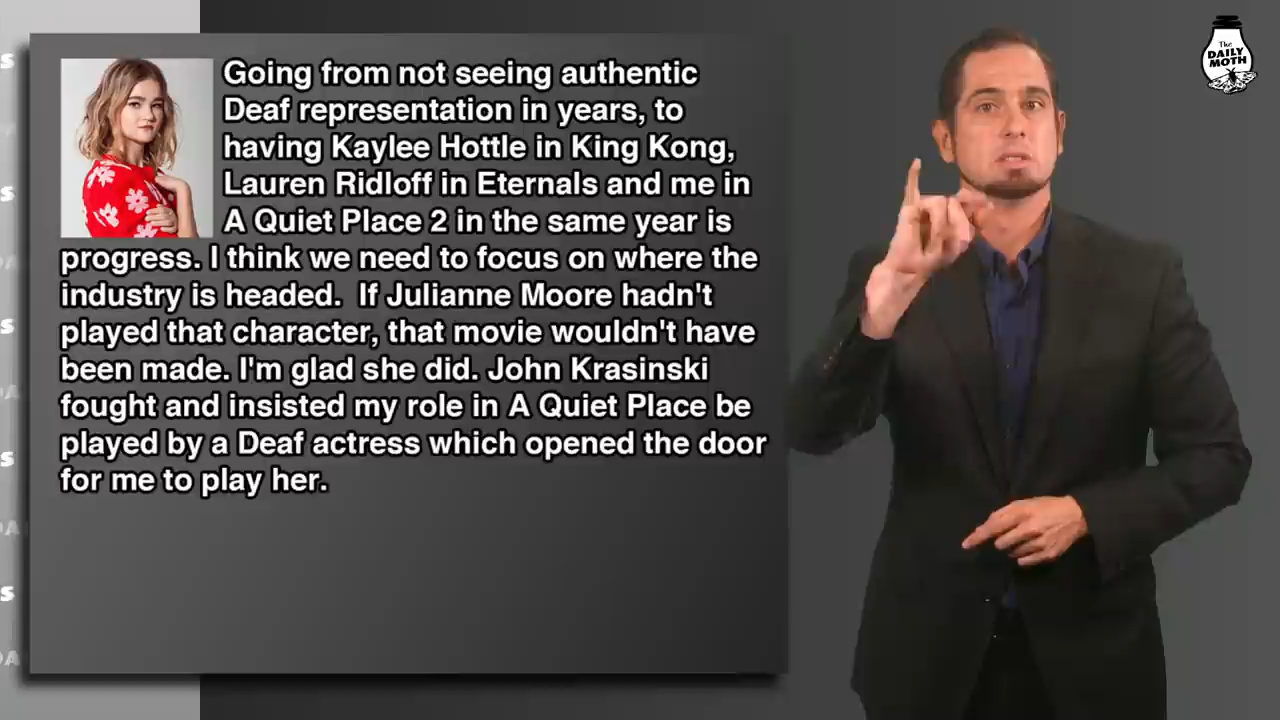 Going from not seeing authentic
Deaf representation in years, to
having Kaylee Hottle in King Kong,
Lauren Ridloff in Eternals and me in
A Quiet Place 2 in the same year is
progress. I think we need to focus on where the
industry is headed.  If Julianne Moore hadn't
played that character, that movie wouldn't have
been made. I'm glad she did. John Krasinski
fought and insisted my role in A Quiet Place be
played by a Deaf actress which opened the door
for me to play her.
The
DAILY
MOTH